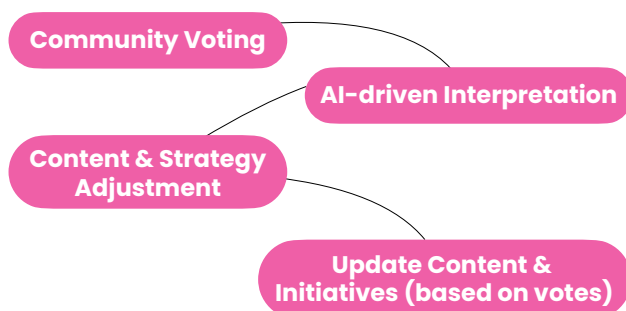 Community Voting
AI-driven Interpretation
Content & Strategy
Adjustment
Update Content &
Initiatives (based on votes)